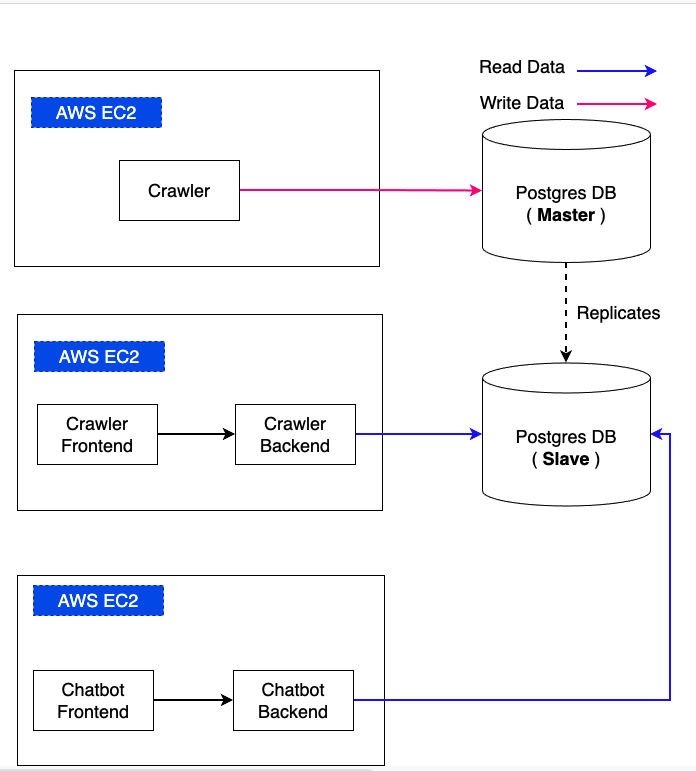 Read Data
Write Data
AWS EC2
Crawler
Postgres DB
( Master )
Replicates
AWS EC2
Crawler
Frontend
Crawler
Backend
Postgres DB
( Slave )
AWS EC2
Chatbot
Frontend
Chatbot
Backend